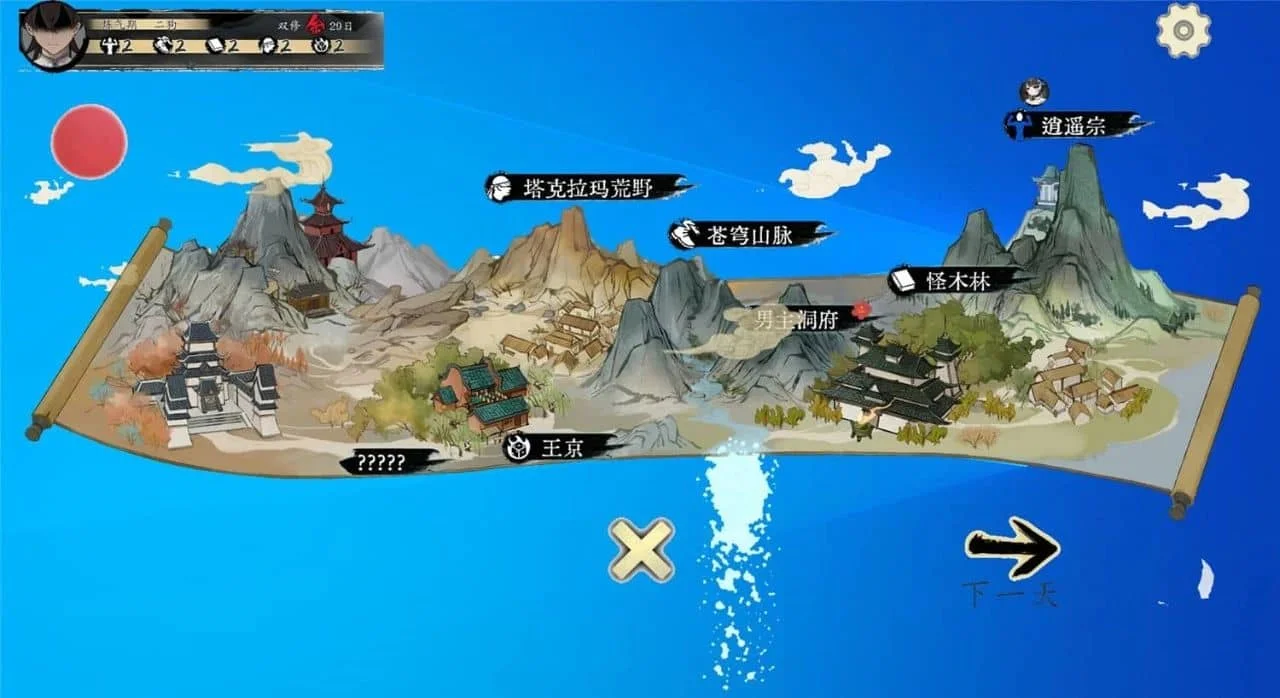 炼气期 二狗
双修 余 29日
2 2 2 2 2
逍遥宗
塔克拉玛荒野
苍穹山脉
怪木林
男主洞府
王京
?????
下一天